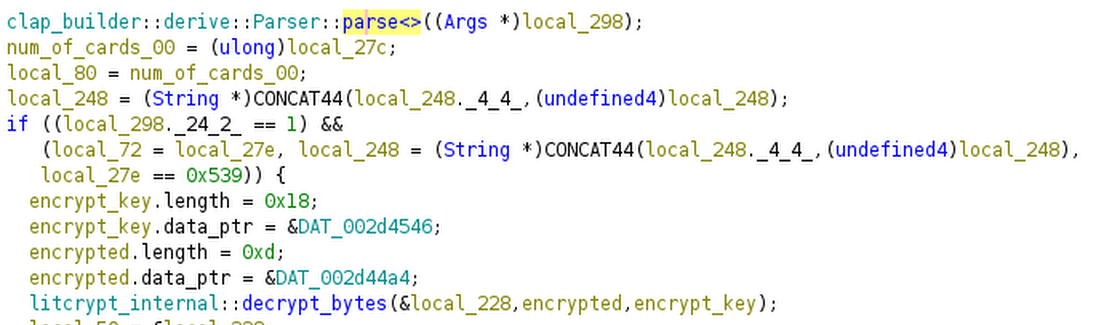 clap_builder::derive::Parser::parse<>((Args *)local_298);
num_of_cards_00 = (ulong)local_27c;
local_80 = num_of_cards_00;
local_248 = (String *)CONCAT44(local_248._4_4_,(undefined4)local_248);
if ((local_298._24_2_ == 1) &&
(local_72 = local_27e, local_248 = (String *)CONCAT44(local_248._4_4_,(undefined4)local_248),
local_27e == 0x539)) {
encrypt_key.length = 0x18;
encrypt_key.data_ptr = &DAT_002d4546;
encrypted.length = 0xd;
encrypted.data_ptr = &DAT_002d44a4;
litcrypt_internal::decrypt_bytes(&local_228,encrypted,encrypt_key);